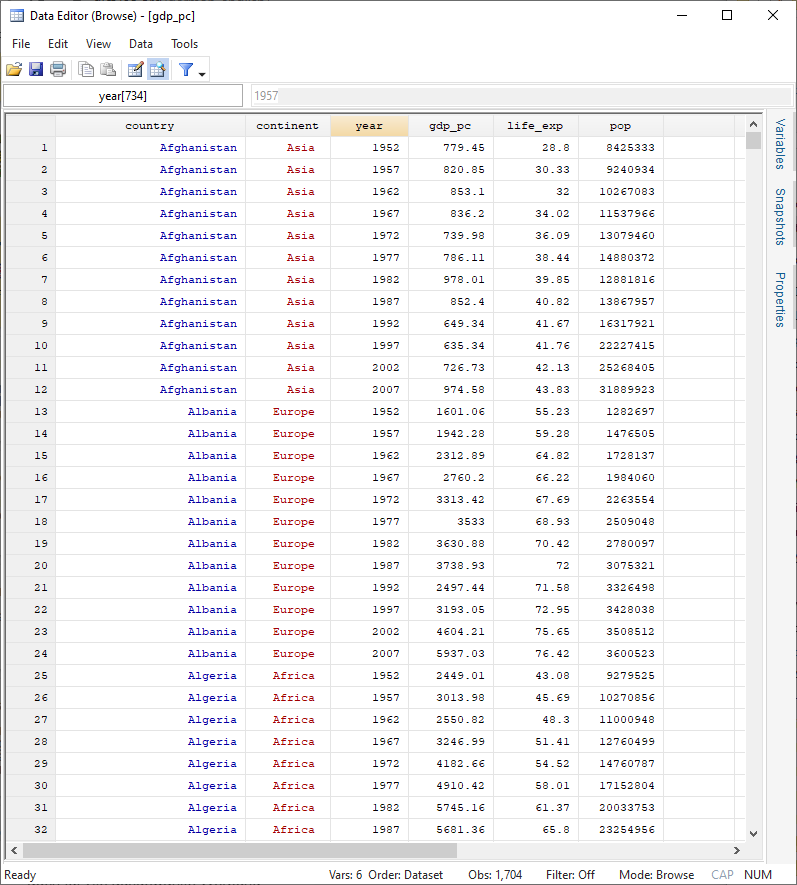 Data Editor (Browse) - [gdp_pc]
File Edit View Data Tools
year[734] 1957
country continent year gdp_pc life_exp pop
1 Afghanistan Asia 1952 779.45 28.8 8425333
2 Afghanistan Asia 1957 820.85 30.33 9240934
3 Afghanistan Asia 1962 853.1 32 10267083
4 Afghanistan Asia 1967 836.2 34.02 11537966
5 Afghanistan Asia 1972 739.98 36.09 13079460
6 Afghanistan Asia 1977 786.11 38.44 14880372
7 Afghanistan Asia 1982 978.01 39.85 12881816
8 Afghanistan Asia 1987 852.4 40.82 13867957
9 Afghanistan Asia 1992 649.34 41.67 16317921
10 Afghanistan Asia 1997 635.34 41.76 22227415
11 Afghanistan Asia 2002 726.73 42.13 25268405
12 Afghanistan Asia 2007 974.58 43.83 31889923
13 Albania Europe 1952 1601.06 55.23 1282697
14 Albania Europe 1957 1942.28 59.28 1476505
15 Albania Europe 1962 2312.89 64.82 1728137
16 Albania Europe 1967 2760.2 66.22 1984060
17 Albania Europe 1972 3313.42 67.69 2263554
18 Albania Europe 1977 3533 68.93 2509048
19 Albania Europe 1982 3630.88 70.42 2780097
20 Albania Europe 1987 3738.93 72 3075321
21 Albania Europe 1992 2497.44 71.58 3326498
22 Albania Europe 1997 3193.05 72.95 3428038
23 Albania Europe 2002 4604.21 75.65 3508512
24 Albania Europe 2007 5937.03 76.42 3600523
25 Algeria Africa 1952 2449.01 43.08 9279525
26 Algeria Africa 1957 3013.98 45.69 10270856
27 Algeria Africa 1962 2550.82 48.3 11000948
28 Algeria Africa 1967 3246.99 51.41 12760499
29 Algeria Africa 1972 4182.66 54.52 14760787
30 Algeria Africa 1977 4910.42 58.01 17152804
31 Algeria Africa 1982 5745.16 61.37 20033753
32 Algeria Africa 1987 5681.36 65.8 23254956
Variables
Snapshots
Properties
Ready Vars: 6 Order: Dataset Obs: 1,704 Filter: Off Mode: Browse CAP NUM